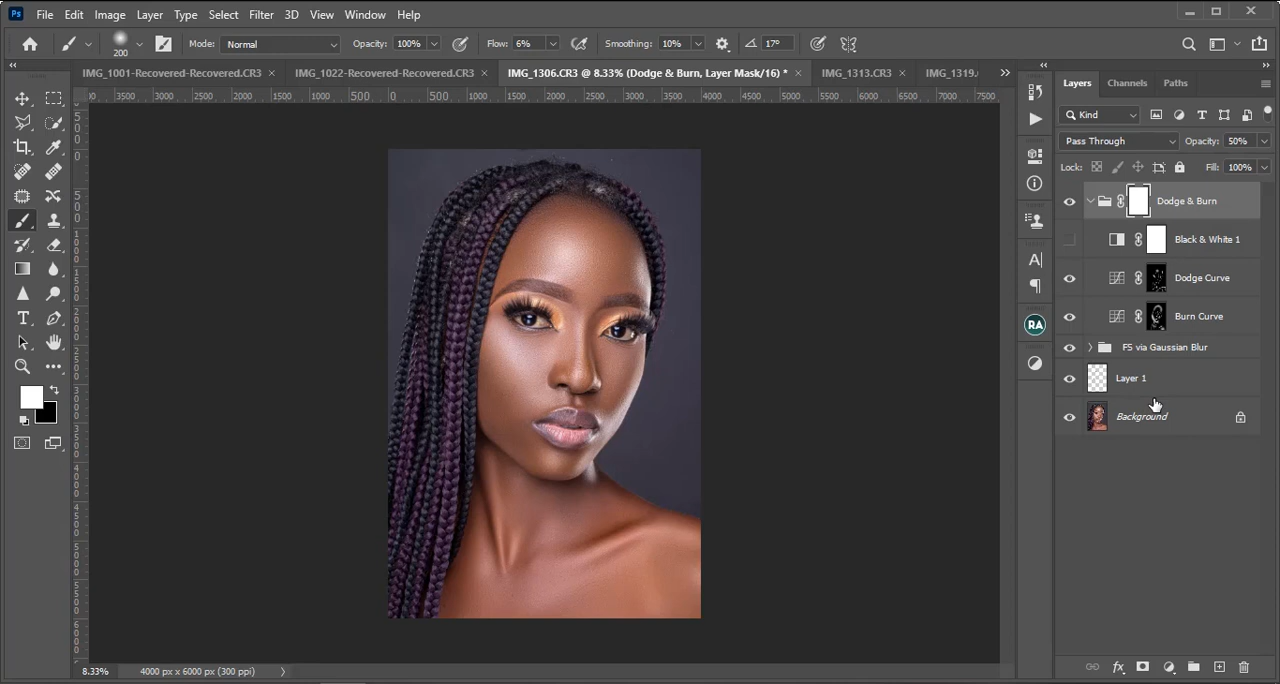 Ps File Edit Image Layer Type Select Filter 3D View Window Help
200 Mode: Normal Opacity: 100% Flow: 6% Smoothing: 10% 17°
IMG_1001-Recovered-Recovered.CR3 × IMG_1022-Recovered-Recovered.CR3 × IMG_1306.CR3 @ 8.33% (Dodge & Burn, Layer Mask/16) * × IMG_1313.CR3 × IMG_1319.
3500 3000 2500 2000 1500 1000 500 0 500 1000 1500 2000 2500 3000 3500 4000 4500 5000 5500 6000 6500 7000 7500
Layers Channels Paths
Kind
Pass Through Opacity: 50%
Lock: Fill: 100%
Dodge & Burn
Black & White 1
Dodge Curve
Burn Curve
FS via Gaussian Blur
Layer 1
Background
RA
8.33% 4000 px x 6000 px (300 ppi)
fx